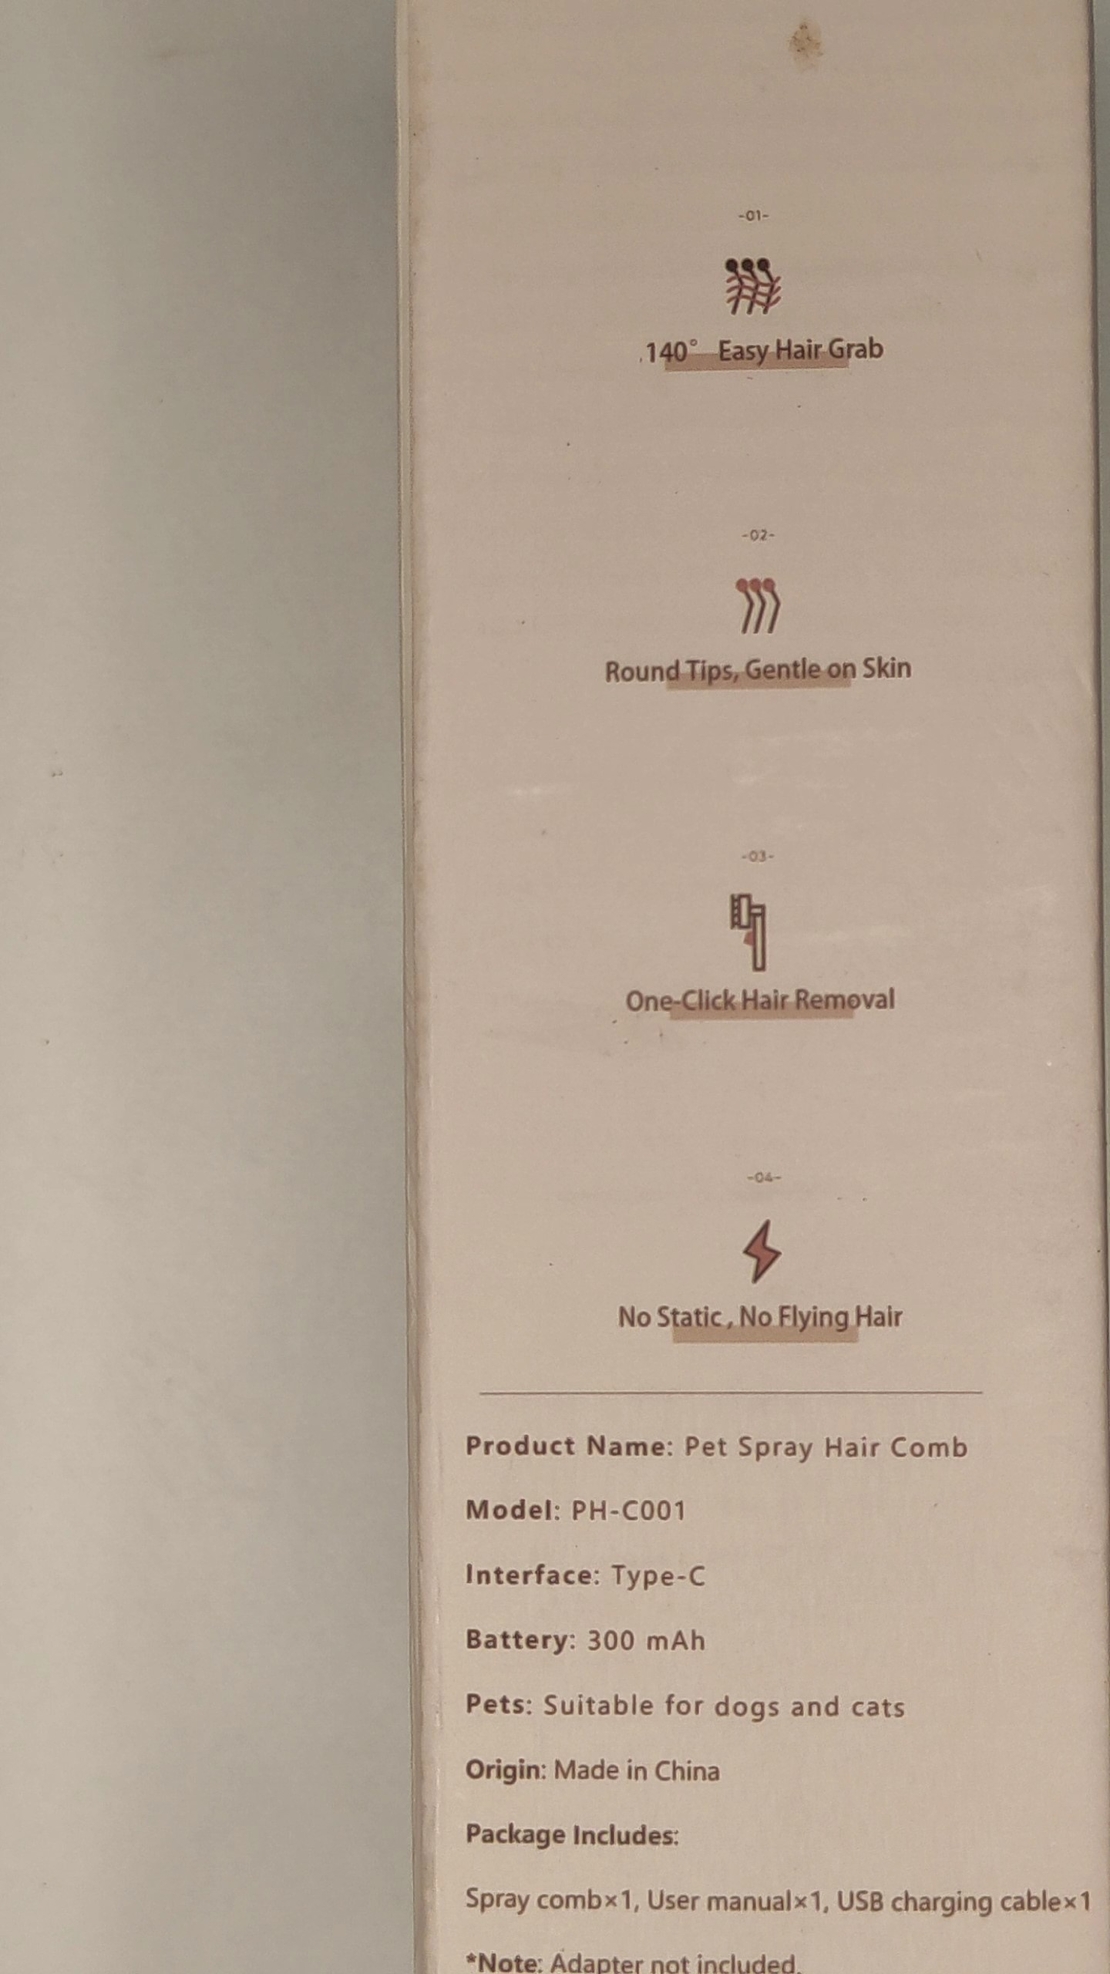 -01-
140° Easy Hair Grab
-02-
Round Tips, Gentle on Skin
-03-
One-Click Hair Removal
-04-
No Static, No Flying Hair
Product Name: Pet Spray Hair Comb
Model: PH-C001
Interface: Type-C
Battery: 300 mAh
Pets: Suitable for dogs and cats
Origin: Made in China
Package Includes:
Spray comb×1, User manual×1, USB charging cable×1
*Note: Adapter not included.